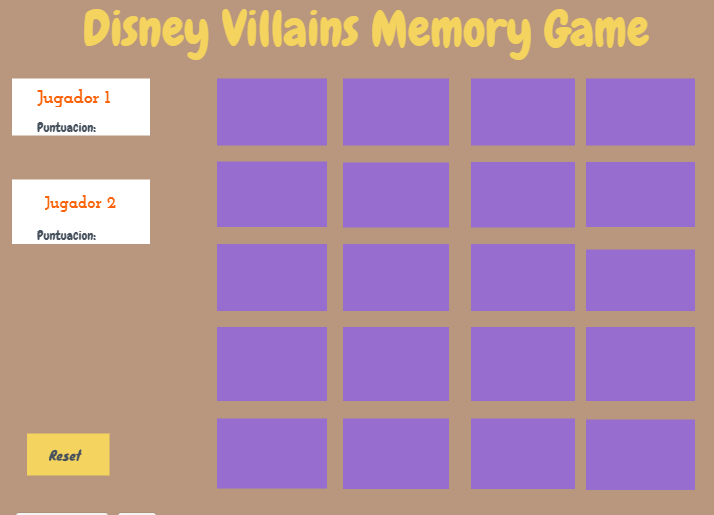 Disney Villains Memory Game
Jugador 1
Puntuacion:
Jugador 2
Puntuacion:
Reset